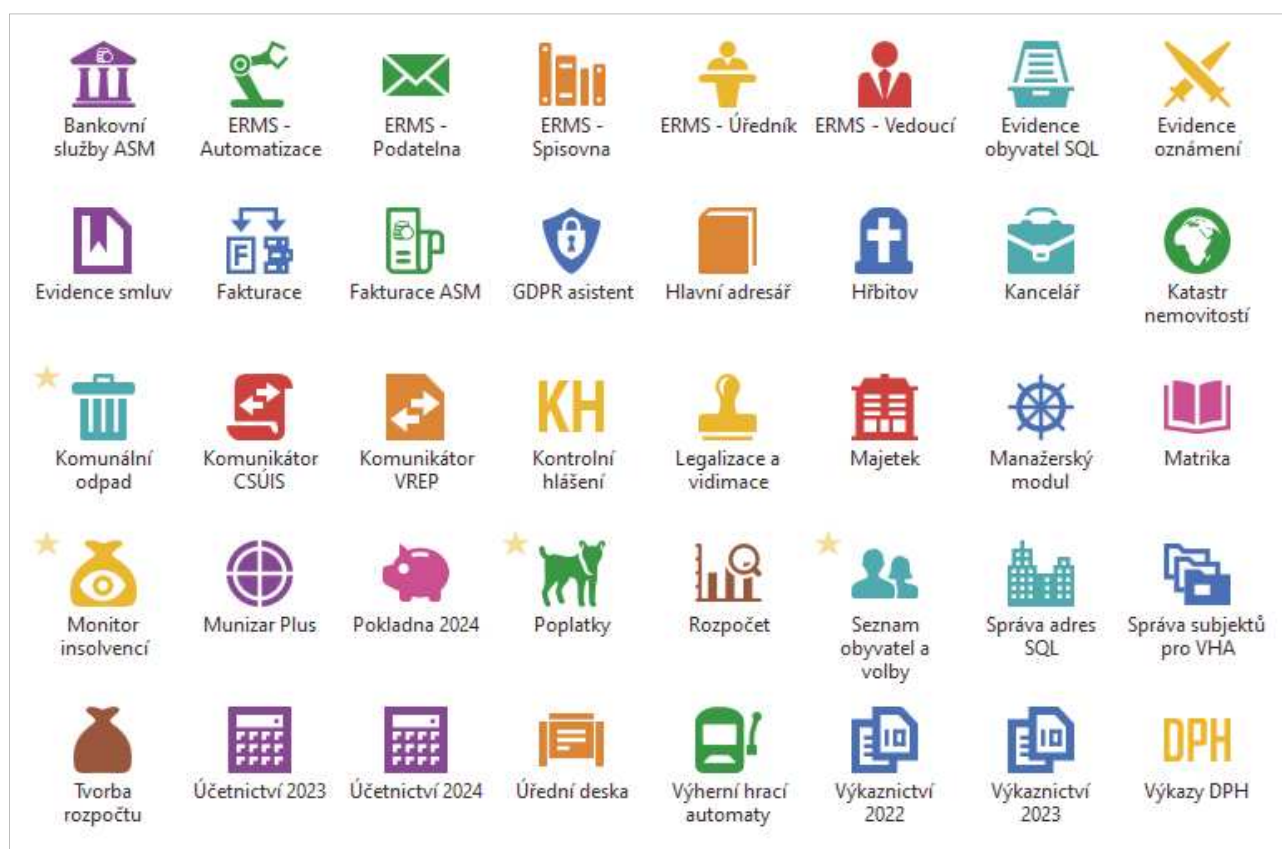 Bankovní služby ASM
ERMS - Automatizace
ERMS - Podatelna
ERMS - Spisovna
ERMS - Úředník
ERMS - Vedoucí
Evidence obyvatel SQL
Evidence oznámení
Evidence smluv
F
Fakturace
Fakturace ASM
GDPR asistent
Hlavní adresář
Hřbitov
Kancelář
Katastr nemovitostí
Komunální odpad
Komunikátor CSÚIS
Komunikátor VREP
KH
Kontrolní hlášení
Legalizace a vidimace
Majetek
Manažerský modul
Matrika
Monitor insolvencí
Munizar Plus
Pokladna 2024
Poplatky
Rozpočet
Seznam obyvatel a volby
Správa adres SQL
Správa subjektů pro VHA
Tvorba rozpočtu
Účetnictví 2023
Účetnictví 2024
Úřední deska
Výherní hrací automaty
10
Výkaznictví 2022
10
Výkaznictví 2023
DPH
Výkazy DPH